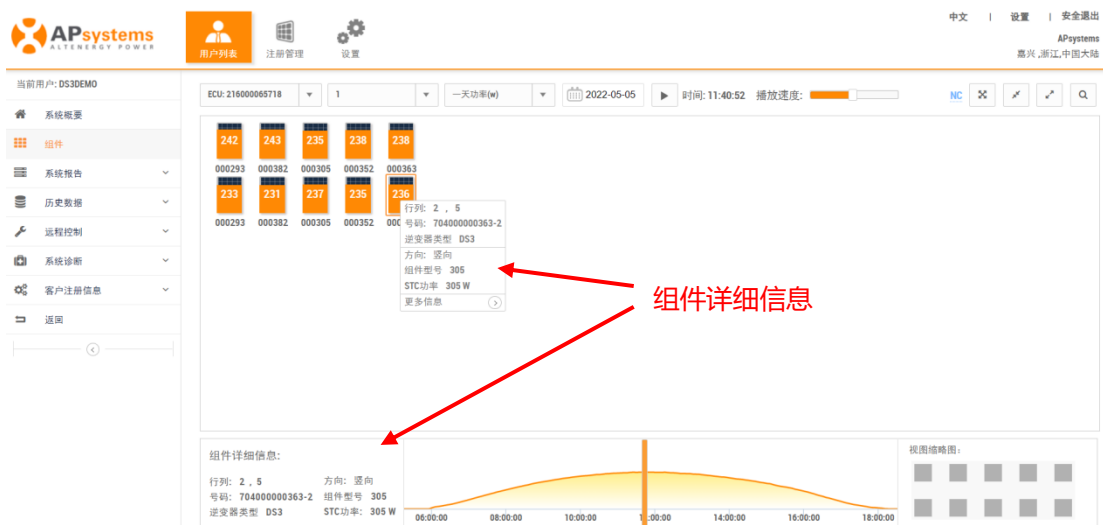 中文 | 设置 | 安全退出
APsystems
ALTENERGY POWER
用户列表 注册管理 设置
APsystems
嘉兴 ,浙江,中国大陆
当前用户: DS3DEMO
系统概要
组件
系统报告
历史数据
远程控制
系统诊断
客户注册信息
返回
ECU: 216000065718 1 一天功率(w) 2022-05-05 时间: 11:40:52 播放速度: NC
242 243 235 238 238
000293 000382 000305 000352 000363
233 231 237 235 236
000293 000382 000305 000352
行列: 2 , 5
号码: 704000000363-2
逆变器类型 DS3
方向: 竖向
组件型号 305
STC功率 305 W
更多信息
组件详细信息
组件详细信息:
行列: 2 , 5 方向: 竖向
号码: 704000000363-2 组件型号 305
逆变器类型 DS3 STC功率: 305 W
06:00:00 08:00:00 10:00:00 :00:00 14:00:00 16:00:00 18:00:00
视图缩略图: